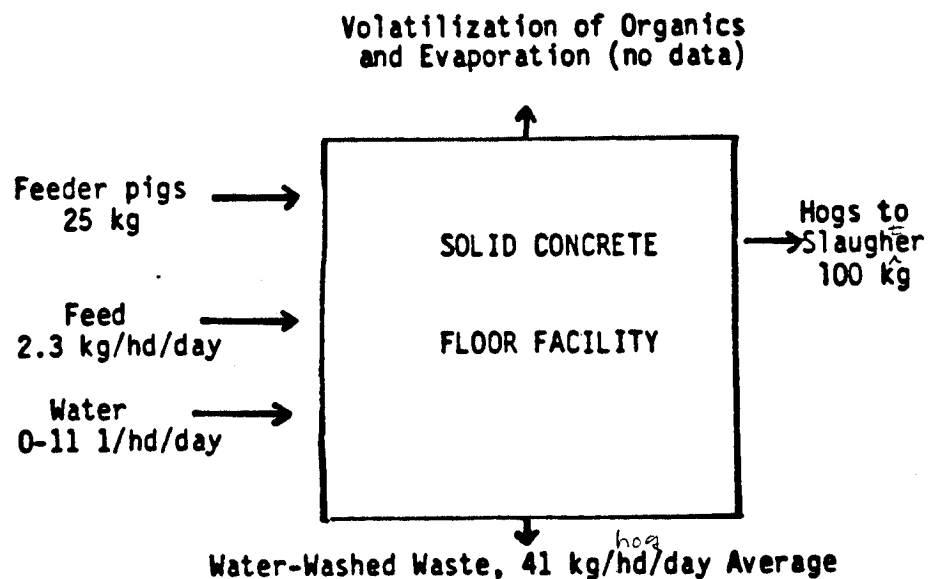 Volatilization of Organics
and Evaporation (no data)
Feeder pigs
25 kg
SOLID CONCRETE
FLOOR FACILITY
Hogs to
t
Slaugher
^
100 kg
Feed
2.3 kg/hd/day
Water
0-11 l/hd/day
hog
Water-Washed Waste, 41 kg/hd/day Average